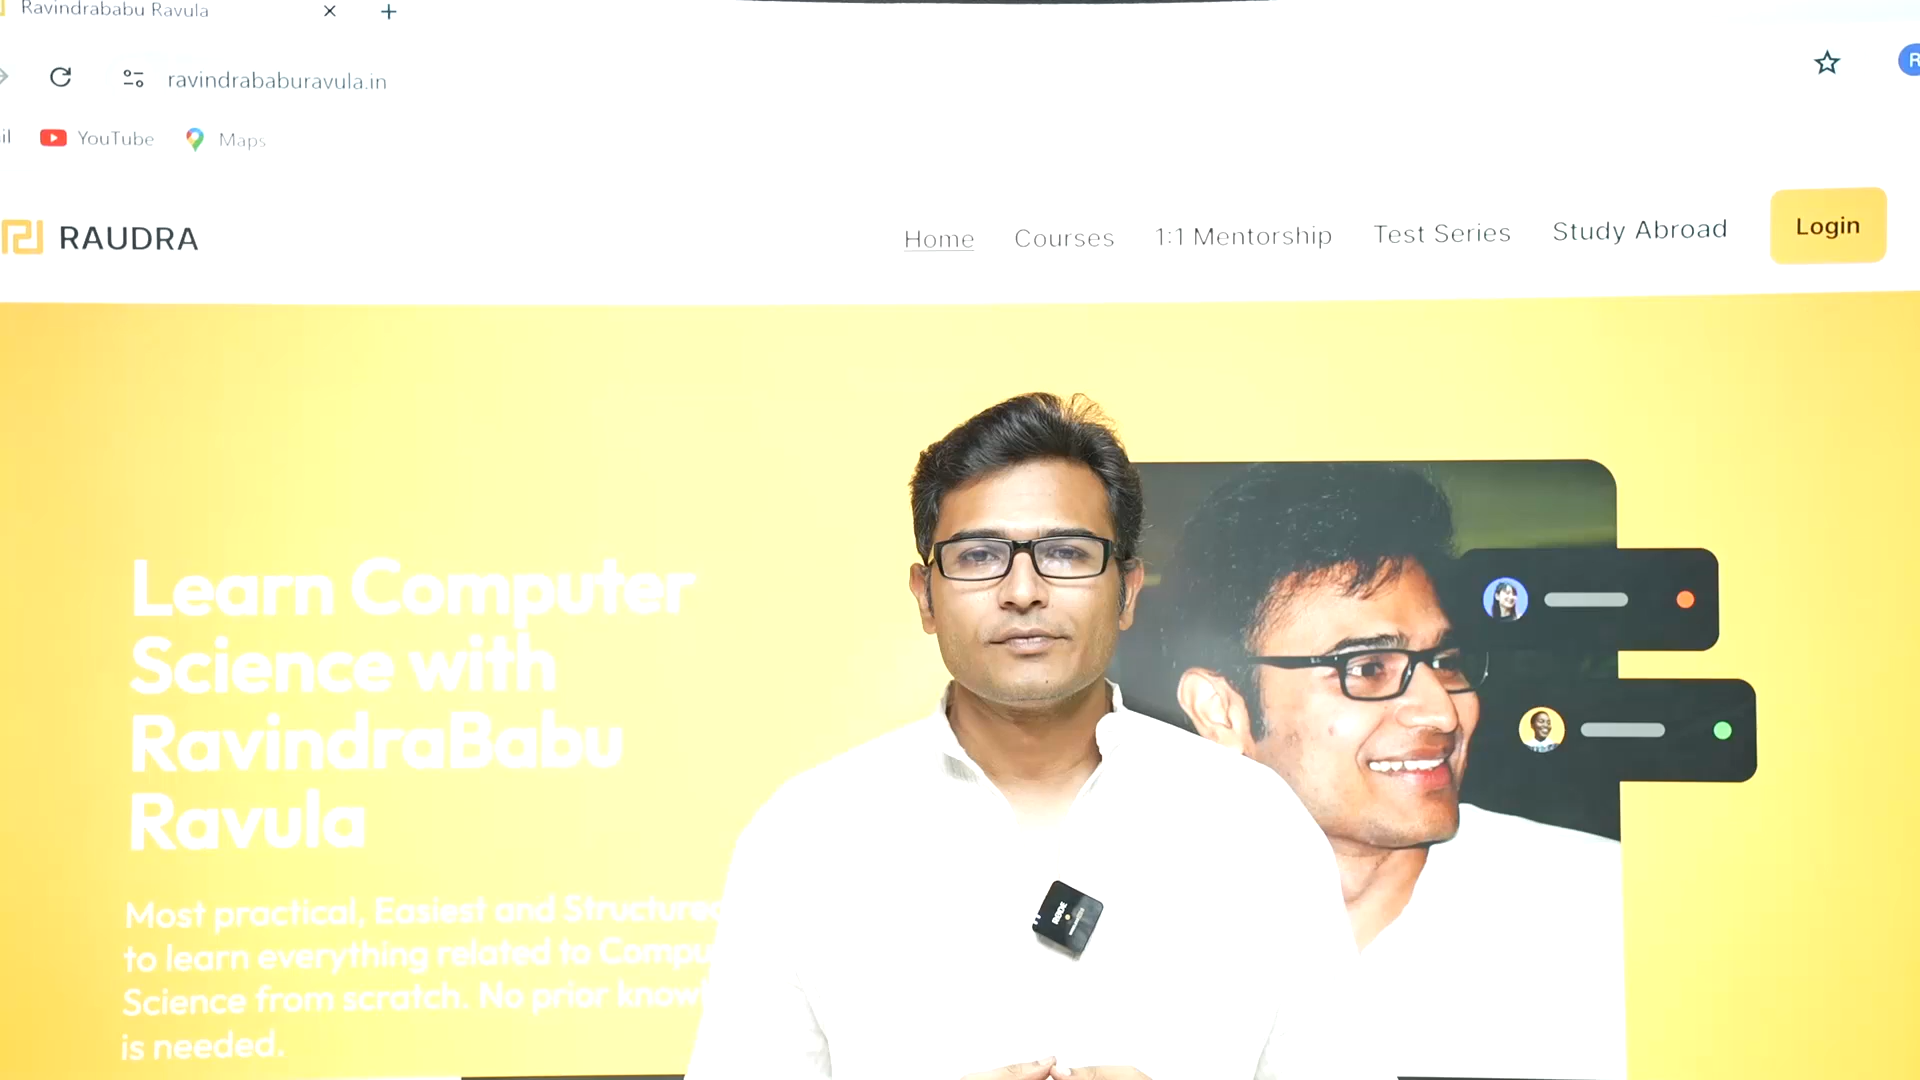 Ravindrababu Ravula
ravindrababuravula.in
YouTube
Maps
RAUDRA
Home
Courses
1:1 Mentorship
Test Series
Study Abroad
Login
Learn Computer
Science with
RavindraBabu
Ravula
Most practical, Easiest and Structured
to learn everything related to
Science from scratch. No prior
is needed.
RØDE